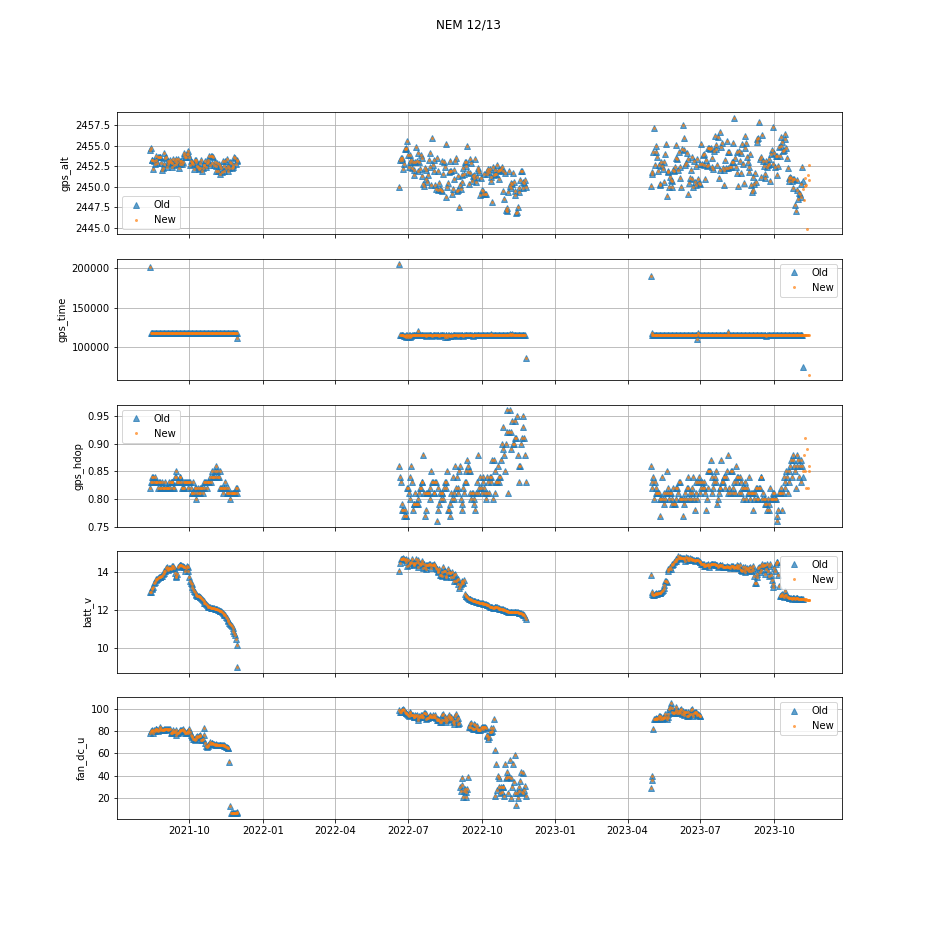 NEM 12/13
2457.5
2455.0
2452.5
2450.0
2447.5
2445.0
gps_alt
Old
New
200000
150000
100000
gps_time
Old
New
0.95
0.90
0.85
0.80
0.75
gps_hdop
Old
New
14
12
10
batt_v
Old
New
100
80
60
40
20
fan_dc_u
Old
New
2021-10 2022-01 2022-04 2022-07 2022-10 2023-01 2023-04 2023-07 2023-10